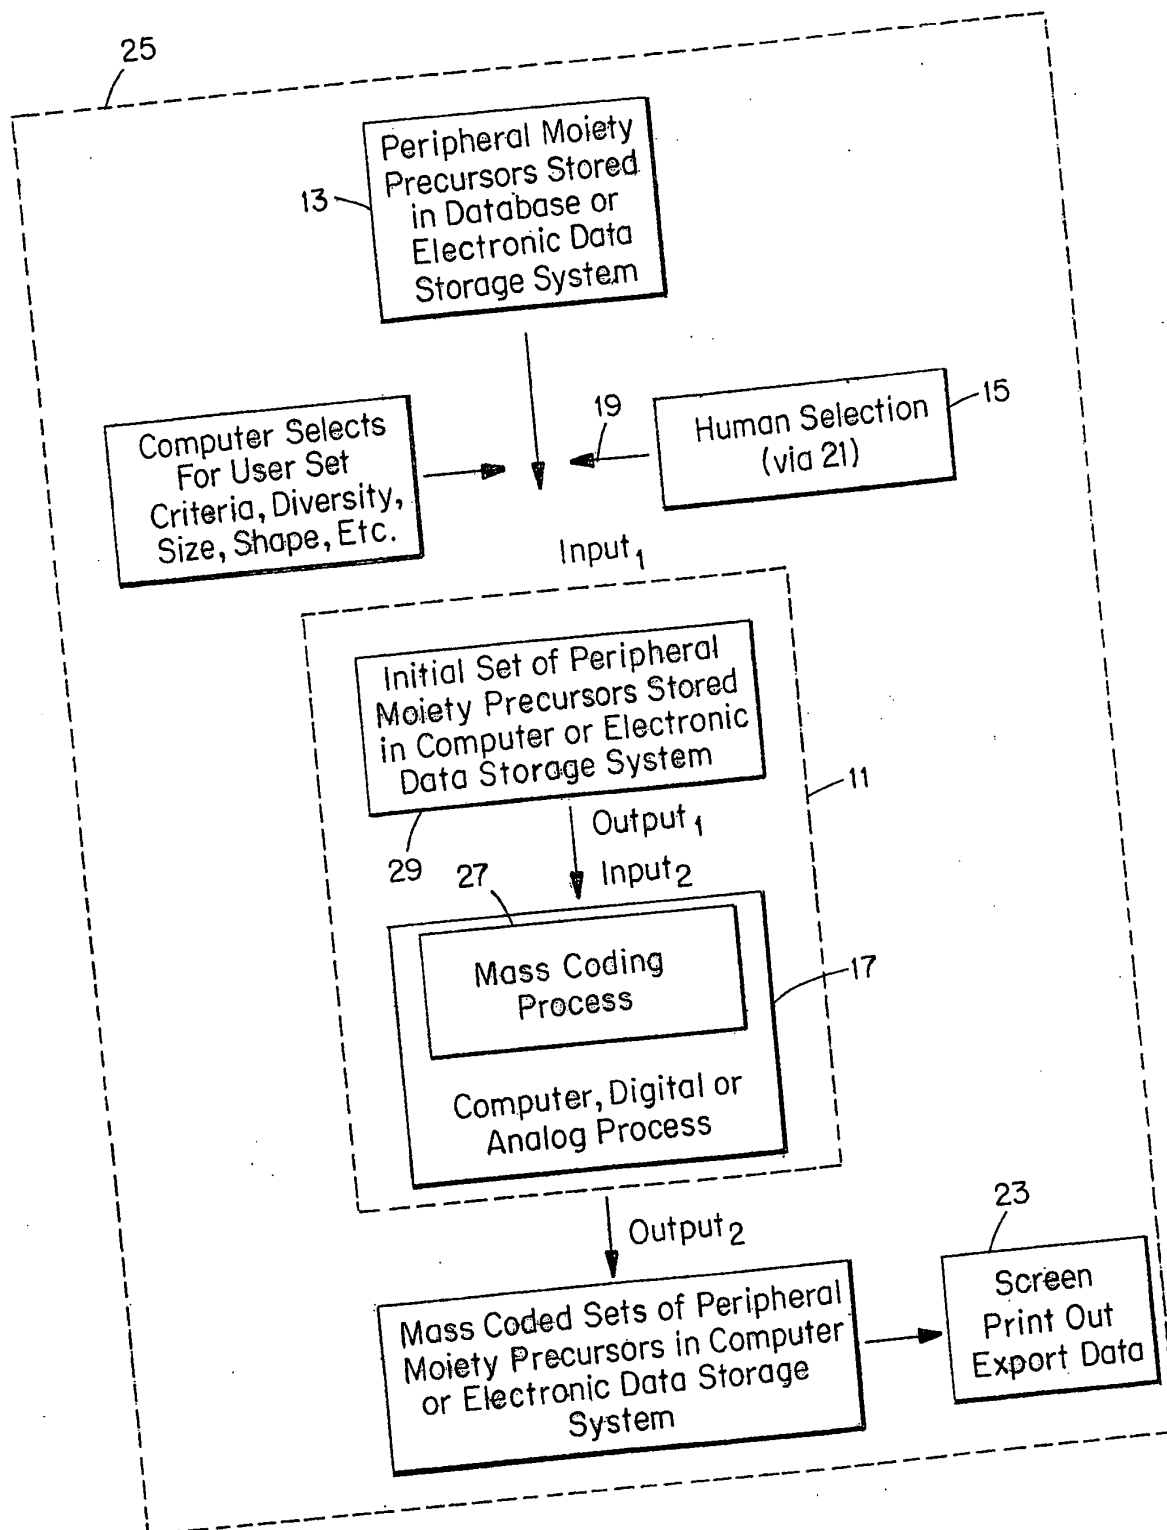 25
Peripheral Moiety
Precursors Stored
in Database or
Electronic Data
Storage System
13
Computer Selects
For User Set
Criteria, Diversity,
Size, Shape, Etc.
19
Human Selection
(via 21)
15
Input1
Initial Set of Peripheral
Moiety Precursors Stored
in Computer or Electronic
Data Storage System
11
29
Output1
Input2
27
Mass Coding
Process
17
Computer, Digital or
Analog Process
Output2
23
Mass Coded Sets of Peripheral
Moiety Precursors in Computer
or Electronic Data Storage
System
Screen
Print Out
Export Data